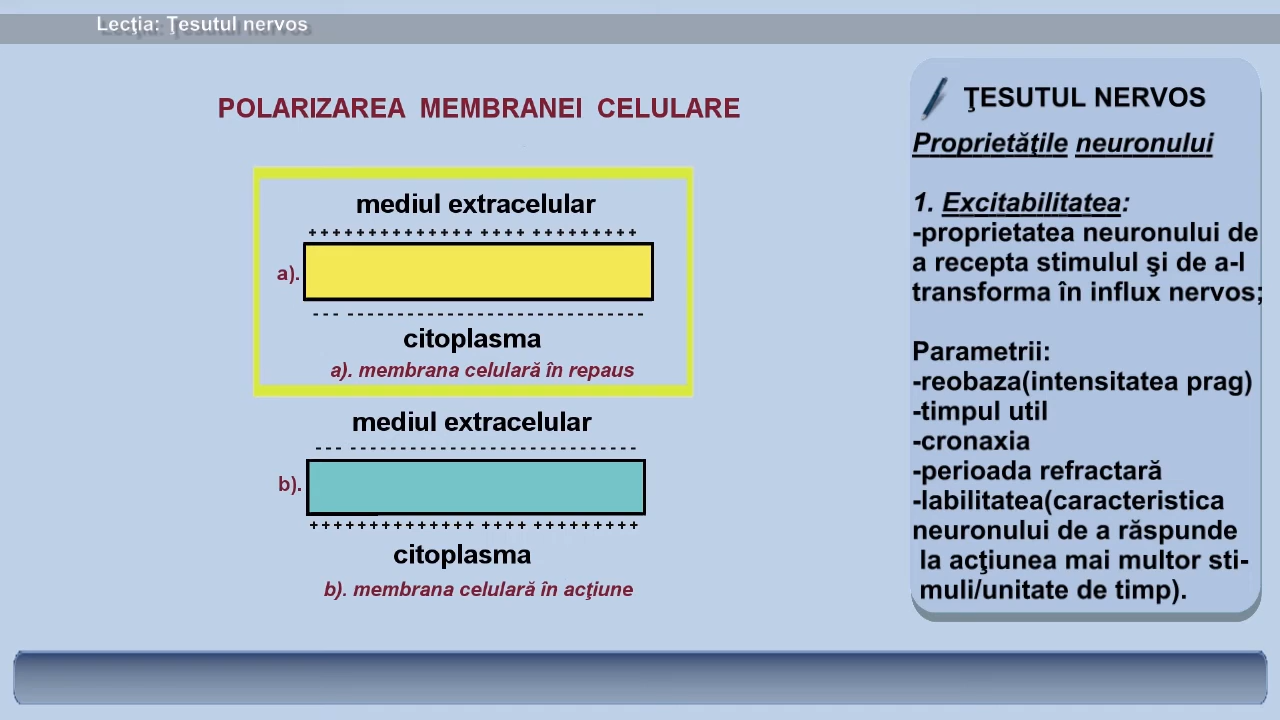 Lecţia: Ţesutul nervos
POLARIZAREA MEMBRANEI CELULARE
mediul extracelular
++++++++++++++ ++++ +++++++++
a).
--- -----------------------------
citoplasma
a). membrana celulară în repaus
mediul extracelular
--- ----------------------------
b).
++++++++++++++ ++++ +++++++++
citoplasma
b). membrana celulară în acţiune
ŢESUTUL NERVOS
Proprietăţile neuronului
1. Excitabilitatea:
-proprietatea neuronului de
a recepta stimulul şi de a-l
transforma în influx nervos;
Parametrii:
-reobaza(intensitatea prag)
-timpul util
-cronaxia
-perioada refractară
-labilitatea(caracteristica
neuronului de a răspunde
la acţiunea mai multor sti-
muli/unitate de timp).